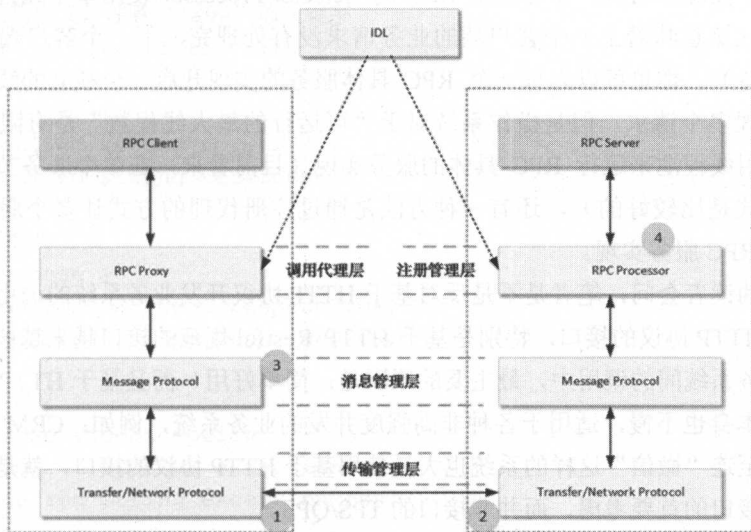 IDL
RPC Client
RPC Server
4
RPC Proxy
调用代理层
注册管理层
RPC Processor
3
Message Protocol
消息管理层
Message Protocol
传输管理层
Transfer/Network Protocol
Transfer/Network Protocol
1
2